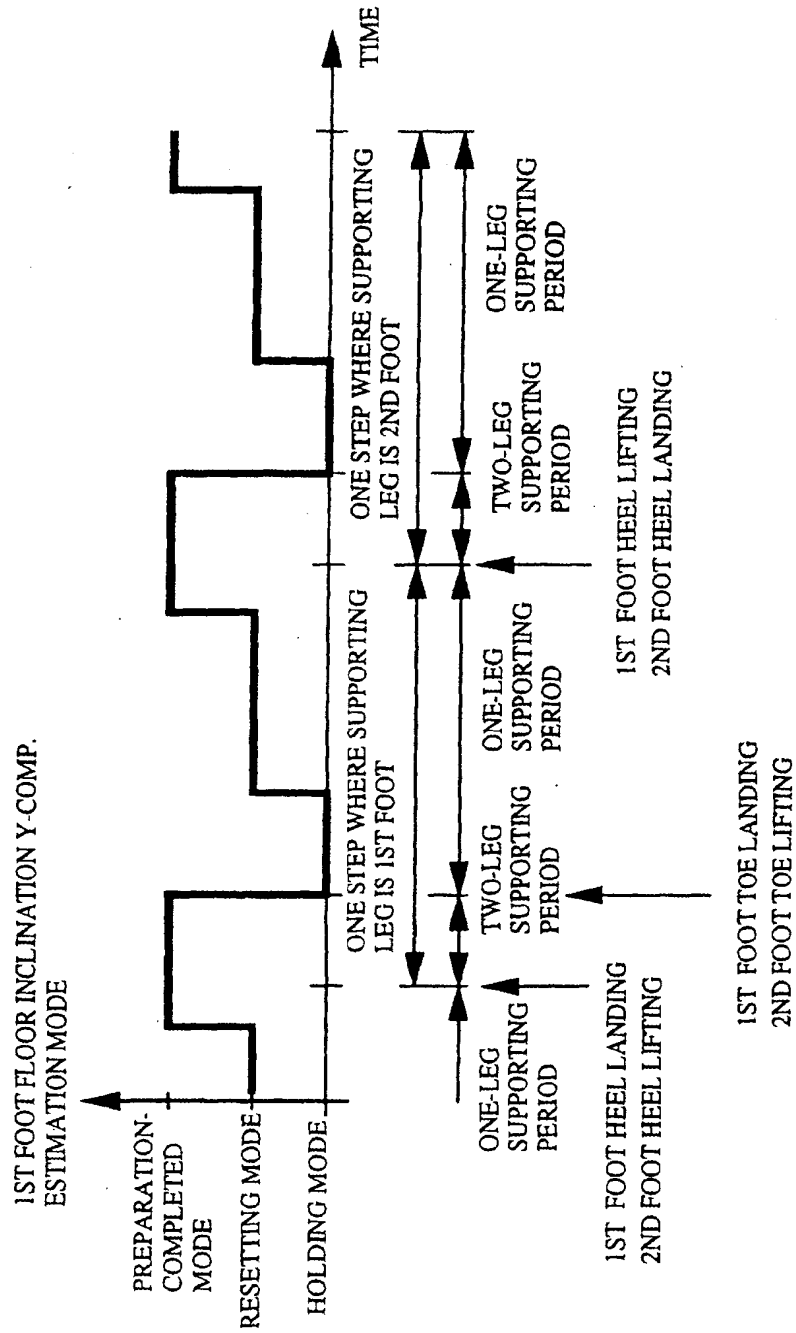 1ST FOOT FLOOR INCLINATION Y-COMP.
ESTIMATION MODE
PREPARATION-
COMPLETED
MODE
RESETTING MODE
HOLDING MODE
TIME
ONE STEP WHERE SUPPORTING
LEG IS 1ST FOOT
ONE STEP WHERE SUPPORTING
LEG IS 2ND FOOT
ONE-LEG
SUPPORTING
PERIOD
TWO-LEG
SUPPORTING
PERIOD
ONE-LEG
SUPPORTING
PERIOD
TWO-LEG
SUPPORTING
PERIOD
ONE-LEG
SUPPORTING
PERIOD
1ST FOOT HEEL LANDING
2ND FOOT HEEL LIFTING
1ST FOOT HEEL LIFTING
2ND FOOT HEEL LANDING
1ST FOOT TOE LANDING
2ND FOOT TOE LIFTING